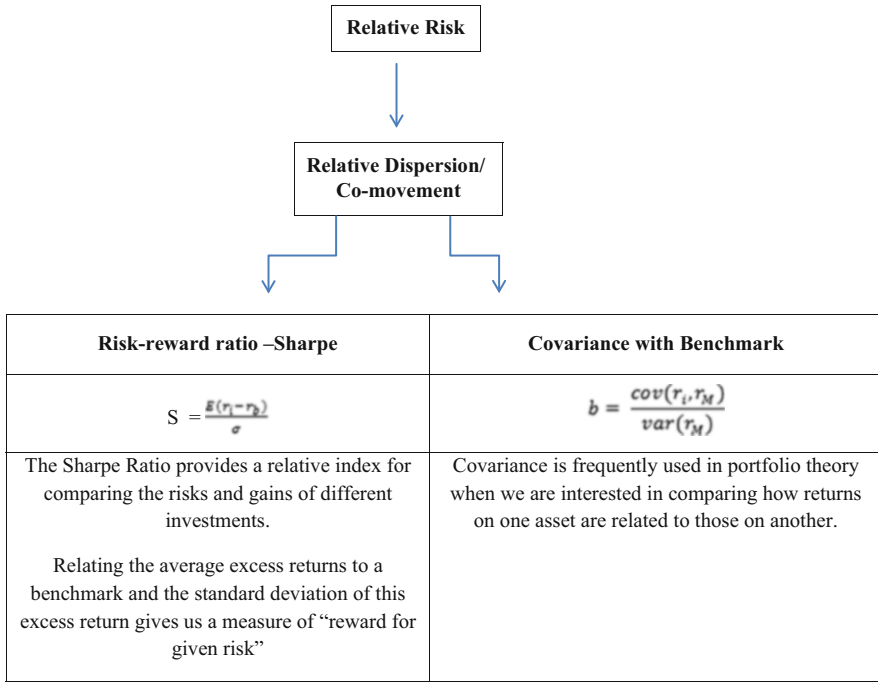 Relative Risk
Relative Dispersion/
Co-movement
Risk-reward ratio –Sharpe
Covariance with Benchmark
S = E(r_i−r_b)/σ
b = cov(r_i,r_M)/var(r_M)
The Sharpe Ratio provides a relative index for
comparing the risks and gains of different
investments.
Relating the average excess returns to a
benchmark and the standard deviation of this
excess return gives us a measure of “reward for
given risk”
Covariance is frequently used in portfolio theory
when we are interested in comparing how returns
on one asset are related to those on another.